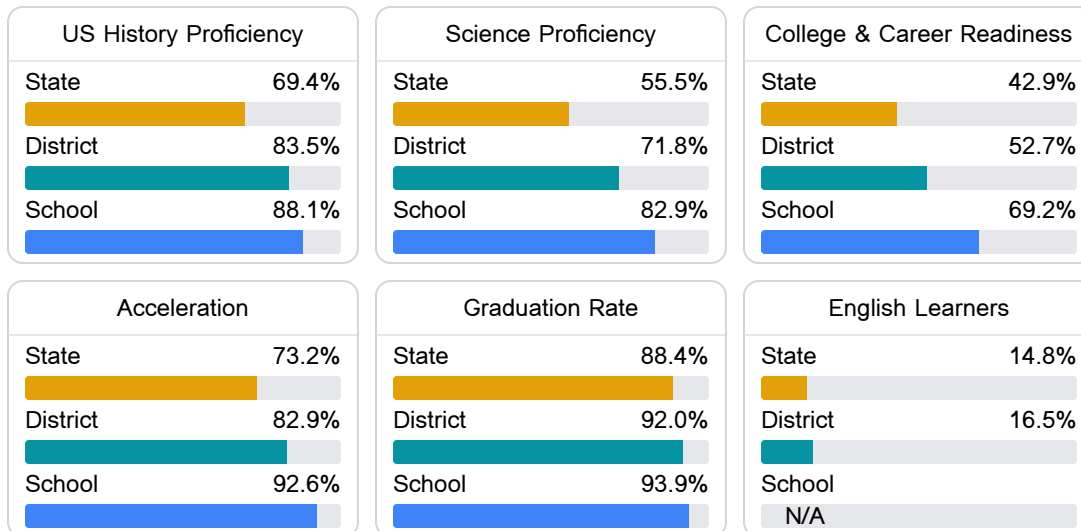 US History Proficiency
State 69.4%
District 83.5%
School 88.1%
Science Proficiency
State 55.5%
District 71.8%
School 82.9%
College & Career Readiness
State 42.9%
District 52.7%
School 69.2%
Acceleration
State 73.2%
District 82.9%
School 92.6%
Graduation Rate
State 88.4%
District 92.0%
School 93.9%
English Learners
State 14.8%
District 16.5%
School
N/A